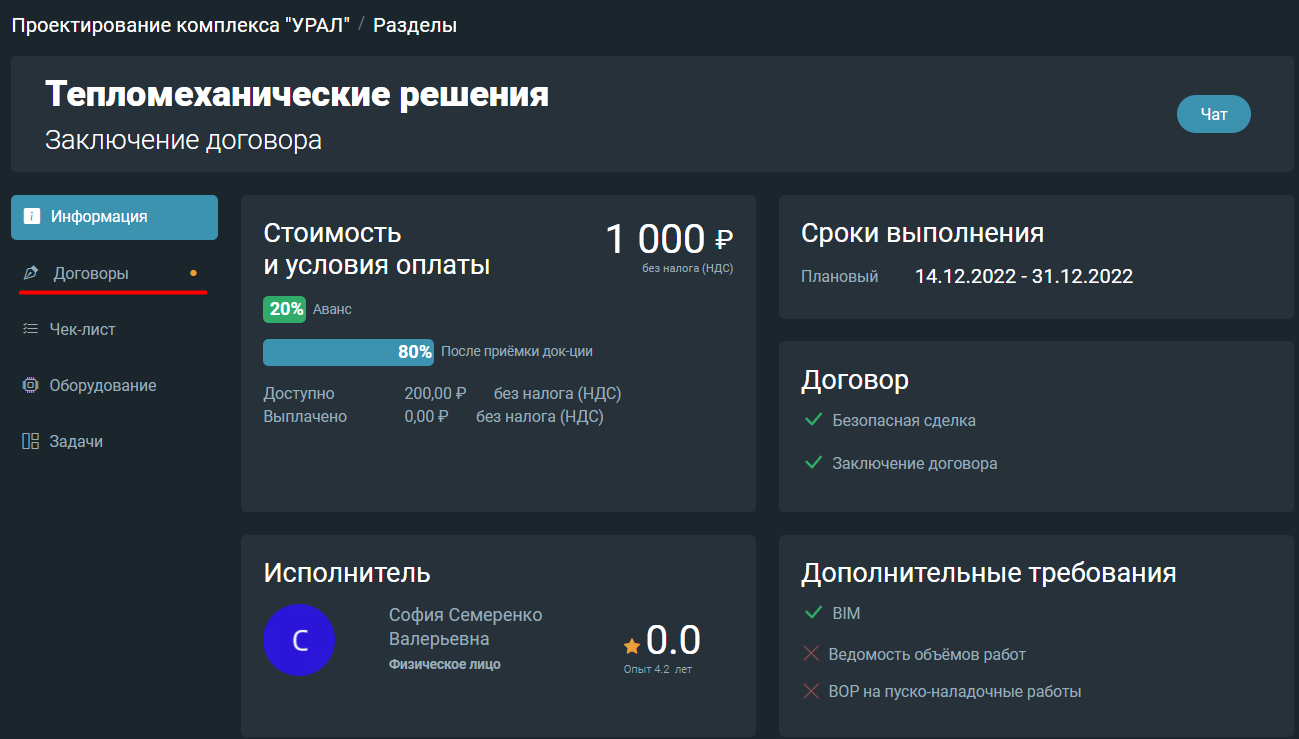 Проектирование комплекса "УРАЛ" / Разделы
Тепломеханические решения
Заключение договора
Чат
Информация
Договоры
Чек-лист
Оборудование
Задачи
Стоимость
и условия оплаты
1 000 ₽
без налога (НДС)
20% Аванс
80% После приёмки док-ции
Доступно 200,00 ₽ без налога (НДС)
Выплачено 0,00 ₽ без налога (НДС)
Сроки выполнения
Плановый 14.12.2022 - 31.12.2022
Договор
Безопасная сделка
Заключение договора
Исполнитель
С
София Семеренко
Валерьевна
Физическое лицо
0.0
Опыт 4.2 лет
Дополнительные требования
BIM
Ведомость объёмов работ
ВОР на пуско-наладочные работы